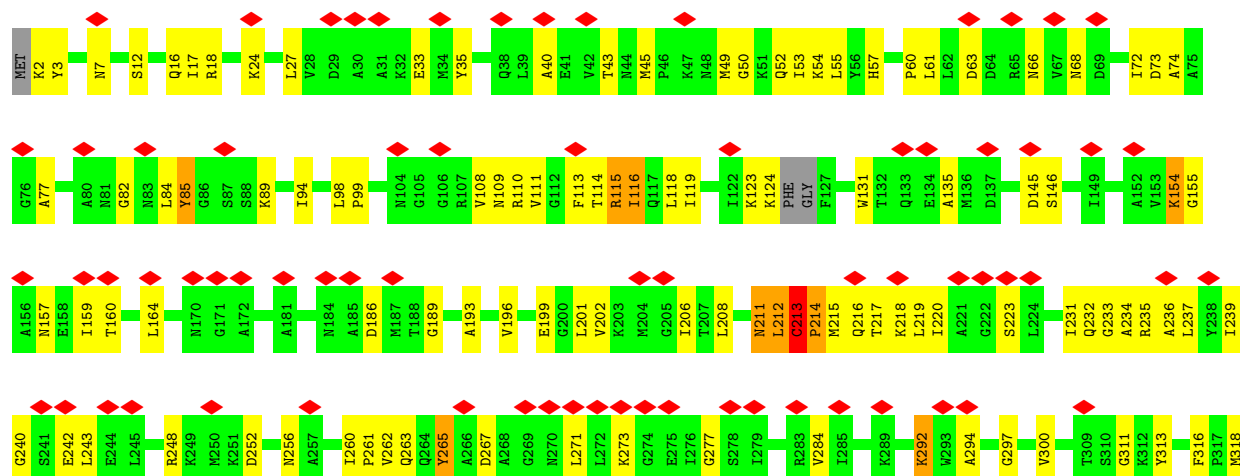 MET K2 Y3 N7 S12 Q16 I17 R18 K24 L27 V28 D29 A30 A31 K32 E33 M34 Y35 Q38 L39 A40 E41 V42 T43 N44 M45 P46 K47 N48 M49 G50 K51 Q52 I53 K54 L55 Y56 H57 P60 L61 L62 D63 D64 R65 N66 V67 N68 D69 I72 D73 A74 A75
G76 A77 A80 N81 G82 N83 L84 Y85 G86 S87 S88 K89 I94 L98 P99 N104 G105 G106 R107 V108 N109 R110 V111 G112 F113 T114 R115 I116 Q117 L118 I119 I122 K123 K124 PHE GLY F127 W131 T132 Q133 E134 A135 M136 D137 D145 S146 I149 A152 V153 K154 G155
A156 N157 E158 I159 T160 L164 N170 G171 A172 A181 N184 A185 D186 M187 T188 G189 A193 V196 E199 G200 L201 V202 K203 M204 G205 I206 T207 L208 N211 L212 C213 P214 M215 Q216 T217 K218 L219 I220 A221 G222 S223 L224 I231 Q232 G233 A234 R235 A236 L237 Y238 I239
G240 S241 E242 L243 E244 L245 R248 K249 M250 K251 D252 N256 A257 I260 P261 V262 Q263 Q264 Y265 A266 D267 A268 G269 N270 L271 L272 K273 G274 E275 I276 G277 S278 I279 R283 V284 I285 K289 K292 W293 A294 G297 V300 T309 S310 G311 K312 Y313 F316 P317 M318